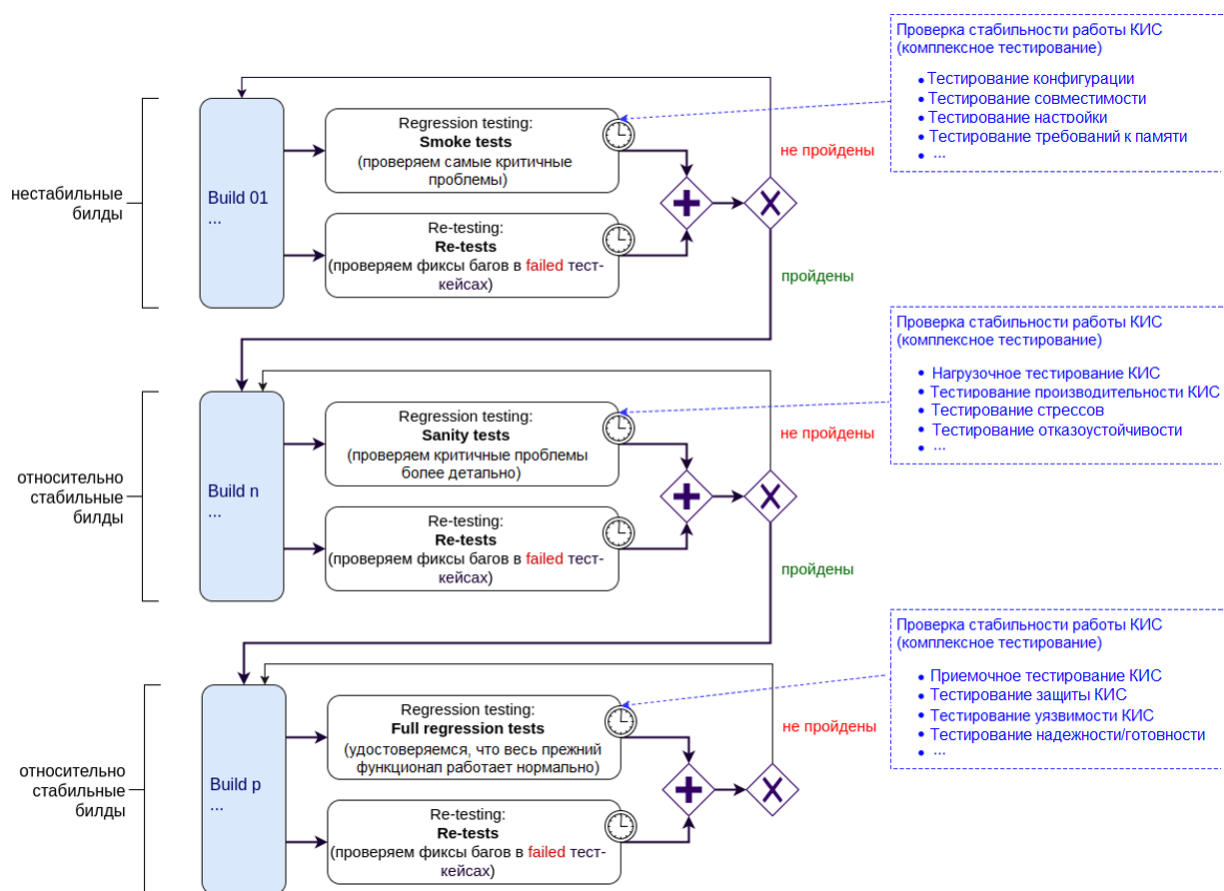 Проверка стабильности работы КИС
(комплексное тестирование)
• Тестирование конфигурации
• Тестирование совместимости
• Тестирование настройки
• Тестирование требований к памяти
• ...
нестабильные
билды
Build 01
...
Regression testing:
Smoke tests
(проверяем самые критичные
проблемы)
Re-testing:
Re-tests
(проверяем фиксы багов в failed тест-
кейсах)
не пройдены
пройдены
Проверка стабильности работы КИС
(комплексное тестирование)
• Нагрузочное тестирование КИС
• Тестирование производительности КИС
• Тестирование стрессов
• Тестирование отказоустойчивости
• ...
относительно
стабильные
билды
Build n
...
Regression testing:
Sanity tests
(проверяем критичные проблемы
более детально)
Re-testing:
Re-tests
(проверяем фиксы багов в failed тест-
кейсах)
не пройдены
пройдены
Проверка стабильности работы КИС
(комплексное тестирование)
• Приемочное тестирование КИС
• Тестирование защиты КИС
• Тестирование уязвимости КИС
• Тестирование надежности/готовности
• ...
относительно
стабильные
билды
Build p
...
Regression testing:
Full regression tests
(удостоверяемся, что весь прежний
функционал работает нормально)
Re-testing:
Re-tests
(проверяем фиксы багов в failed тест-
кейсах)
не пройдены